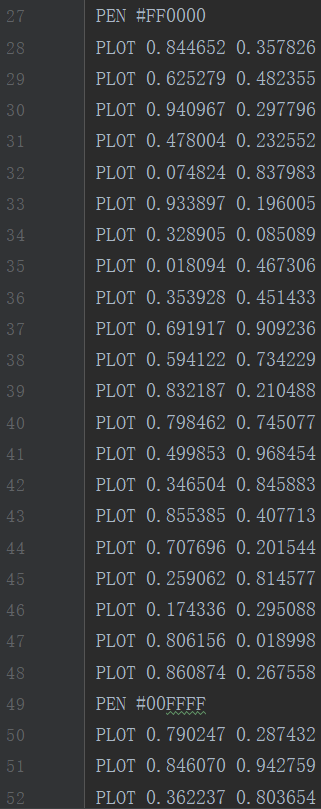 27 PEN #FF0000
28 PLOT 0.844652 0.357826
29 PLOT 0.625279 0.482355
30 PLOT 0.940967 0.297796
31 PLOT 0.478004 0.232552
32 PLOT 0.074824 0.837983
33 PLOT 0.933897 0.196005
34 PLOT 0.328905 0.085089
35 PLOT 0.018094 0.467306
36 PLOT 0.353928 0.451433
37 PLOT 0.691917 0.909236
38 PLOT 0.594122 0.734229
39 PLOT 0.832187 0.210488
40 PLOT 0.798462 0.745077
41 PLOT 0.499853 0.968454
42 PLOT 0.346504 0.845883
43 PLOT 0.855385 0.407713
44 PLOT 0.707696 0.201544
45 PLOT 0.259062 0.814577
46 PLOT 0.174336 0.295088
47 PLOT 0.806156 0.018998
48 PLOT 0.860874 0.267558
49 PEN #00FFFF
50 PLOT 0.790247 0.287432
51 PLOT 0.846070 0.942759
52 PLOT 0.362237 0.803654